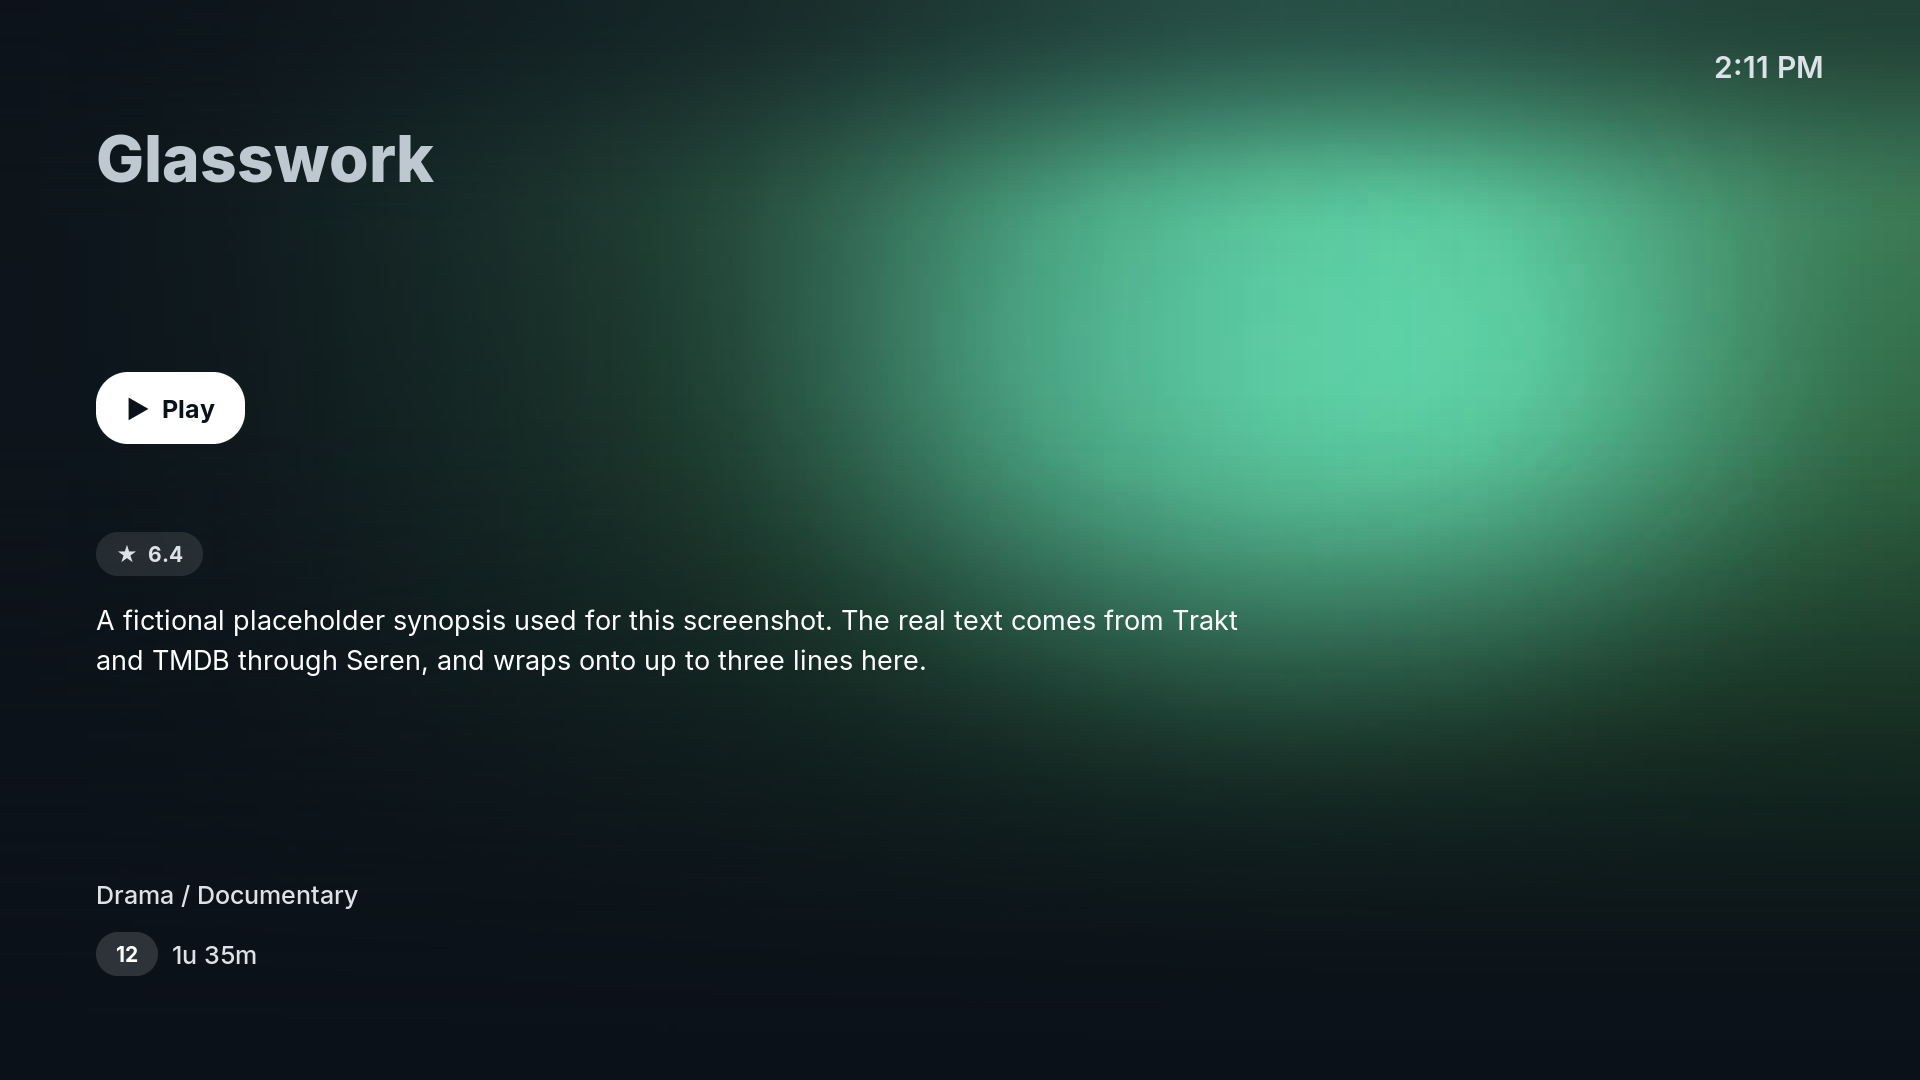 2:11 PM
Glasswork
Play
★ 6.4
A fictional placeholder synopsis used for this screenshot. The real text comes from Trakt
and TMDB through Seren, and wraps onto up to three lines here.
Drama / Documentary
12 1u 35m